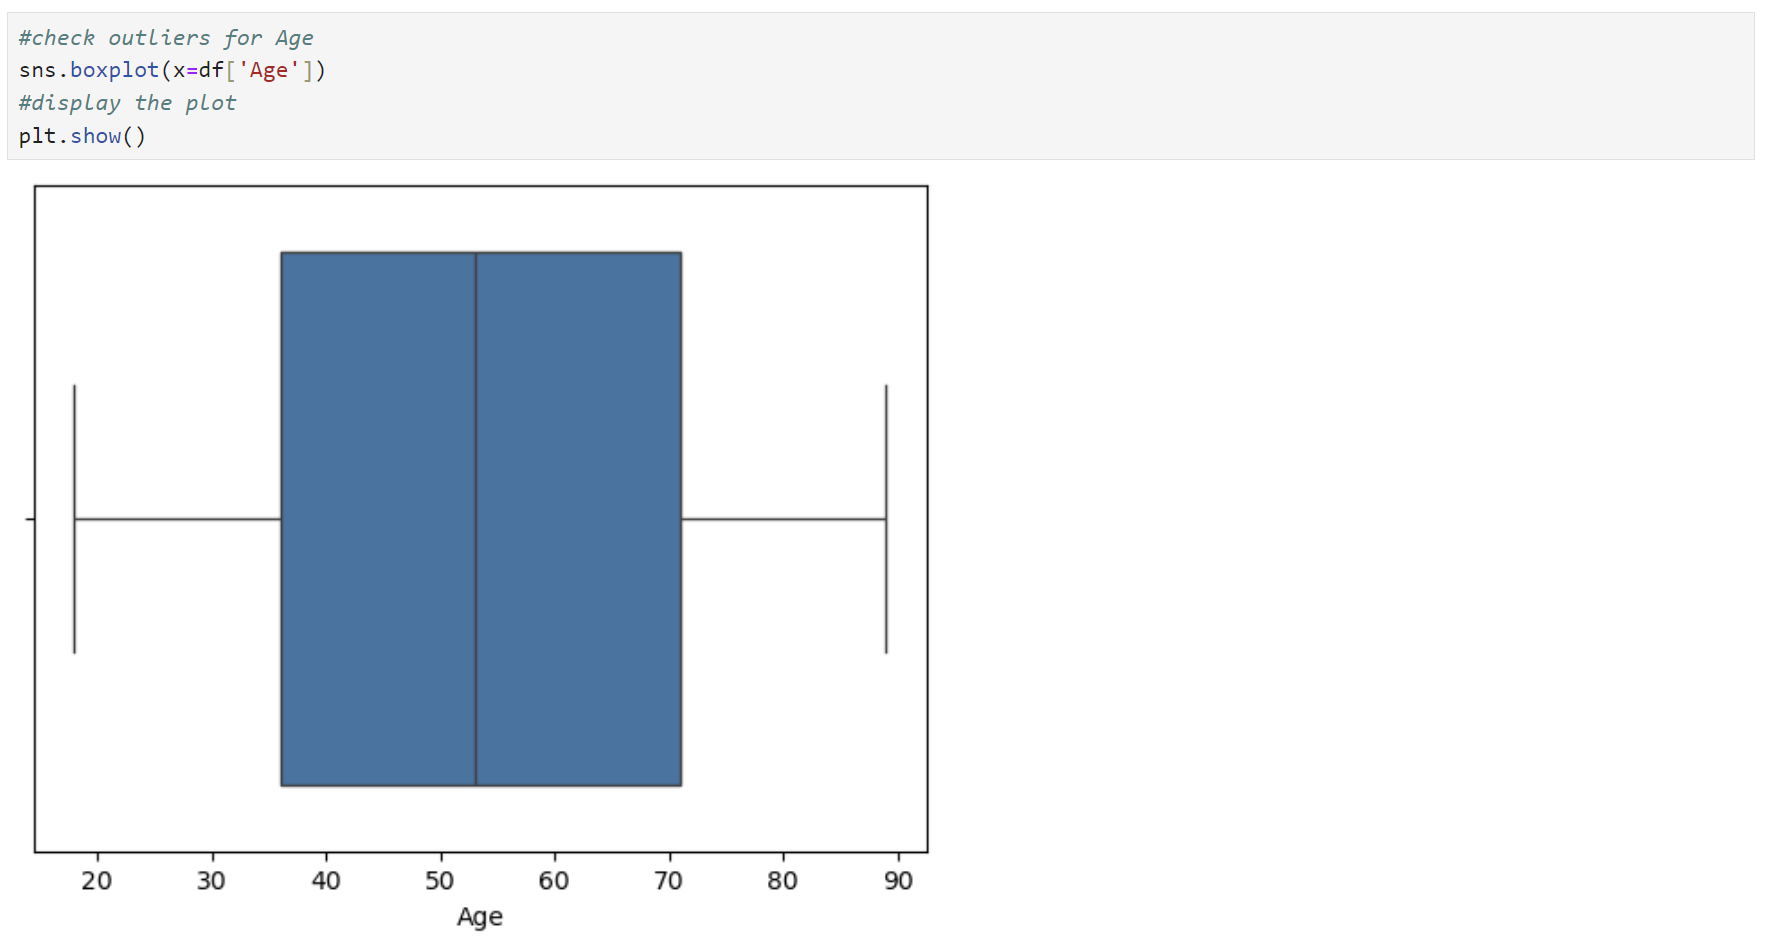 #check outliers for Age
sns.boxplot(x=df['Age'])
#display the plot
plt.show()
20 30 40 50 60 70 80 90
Age